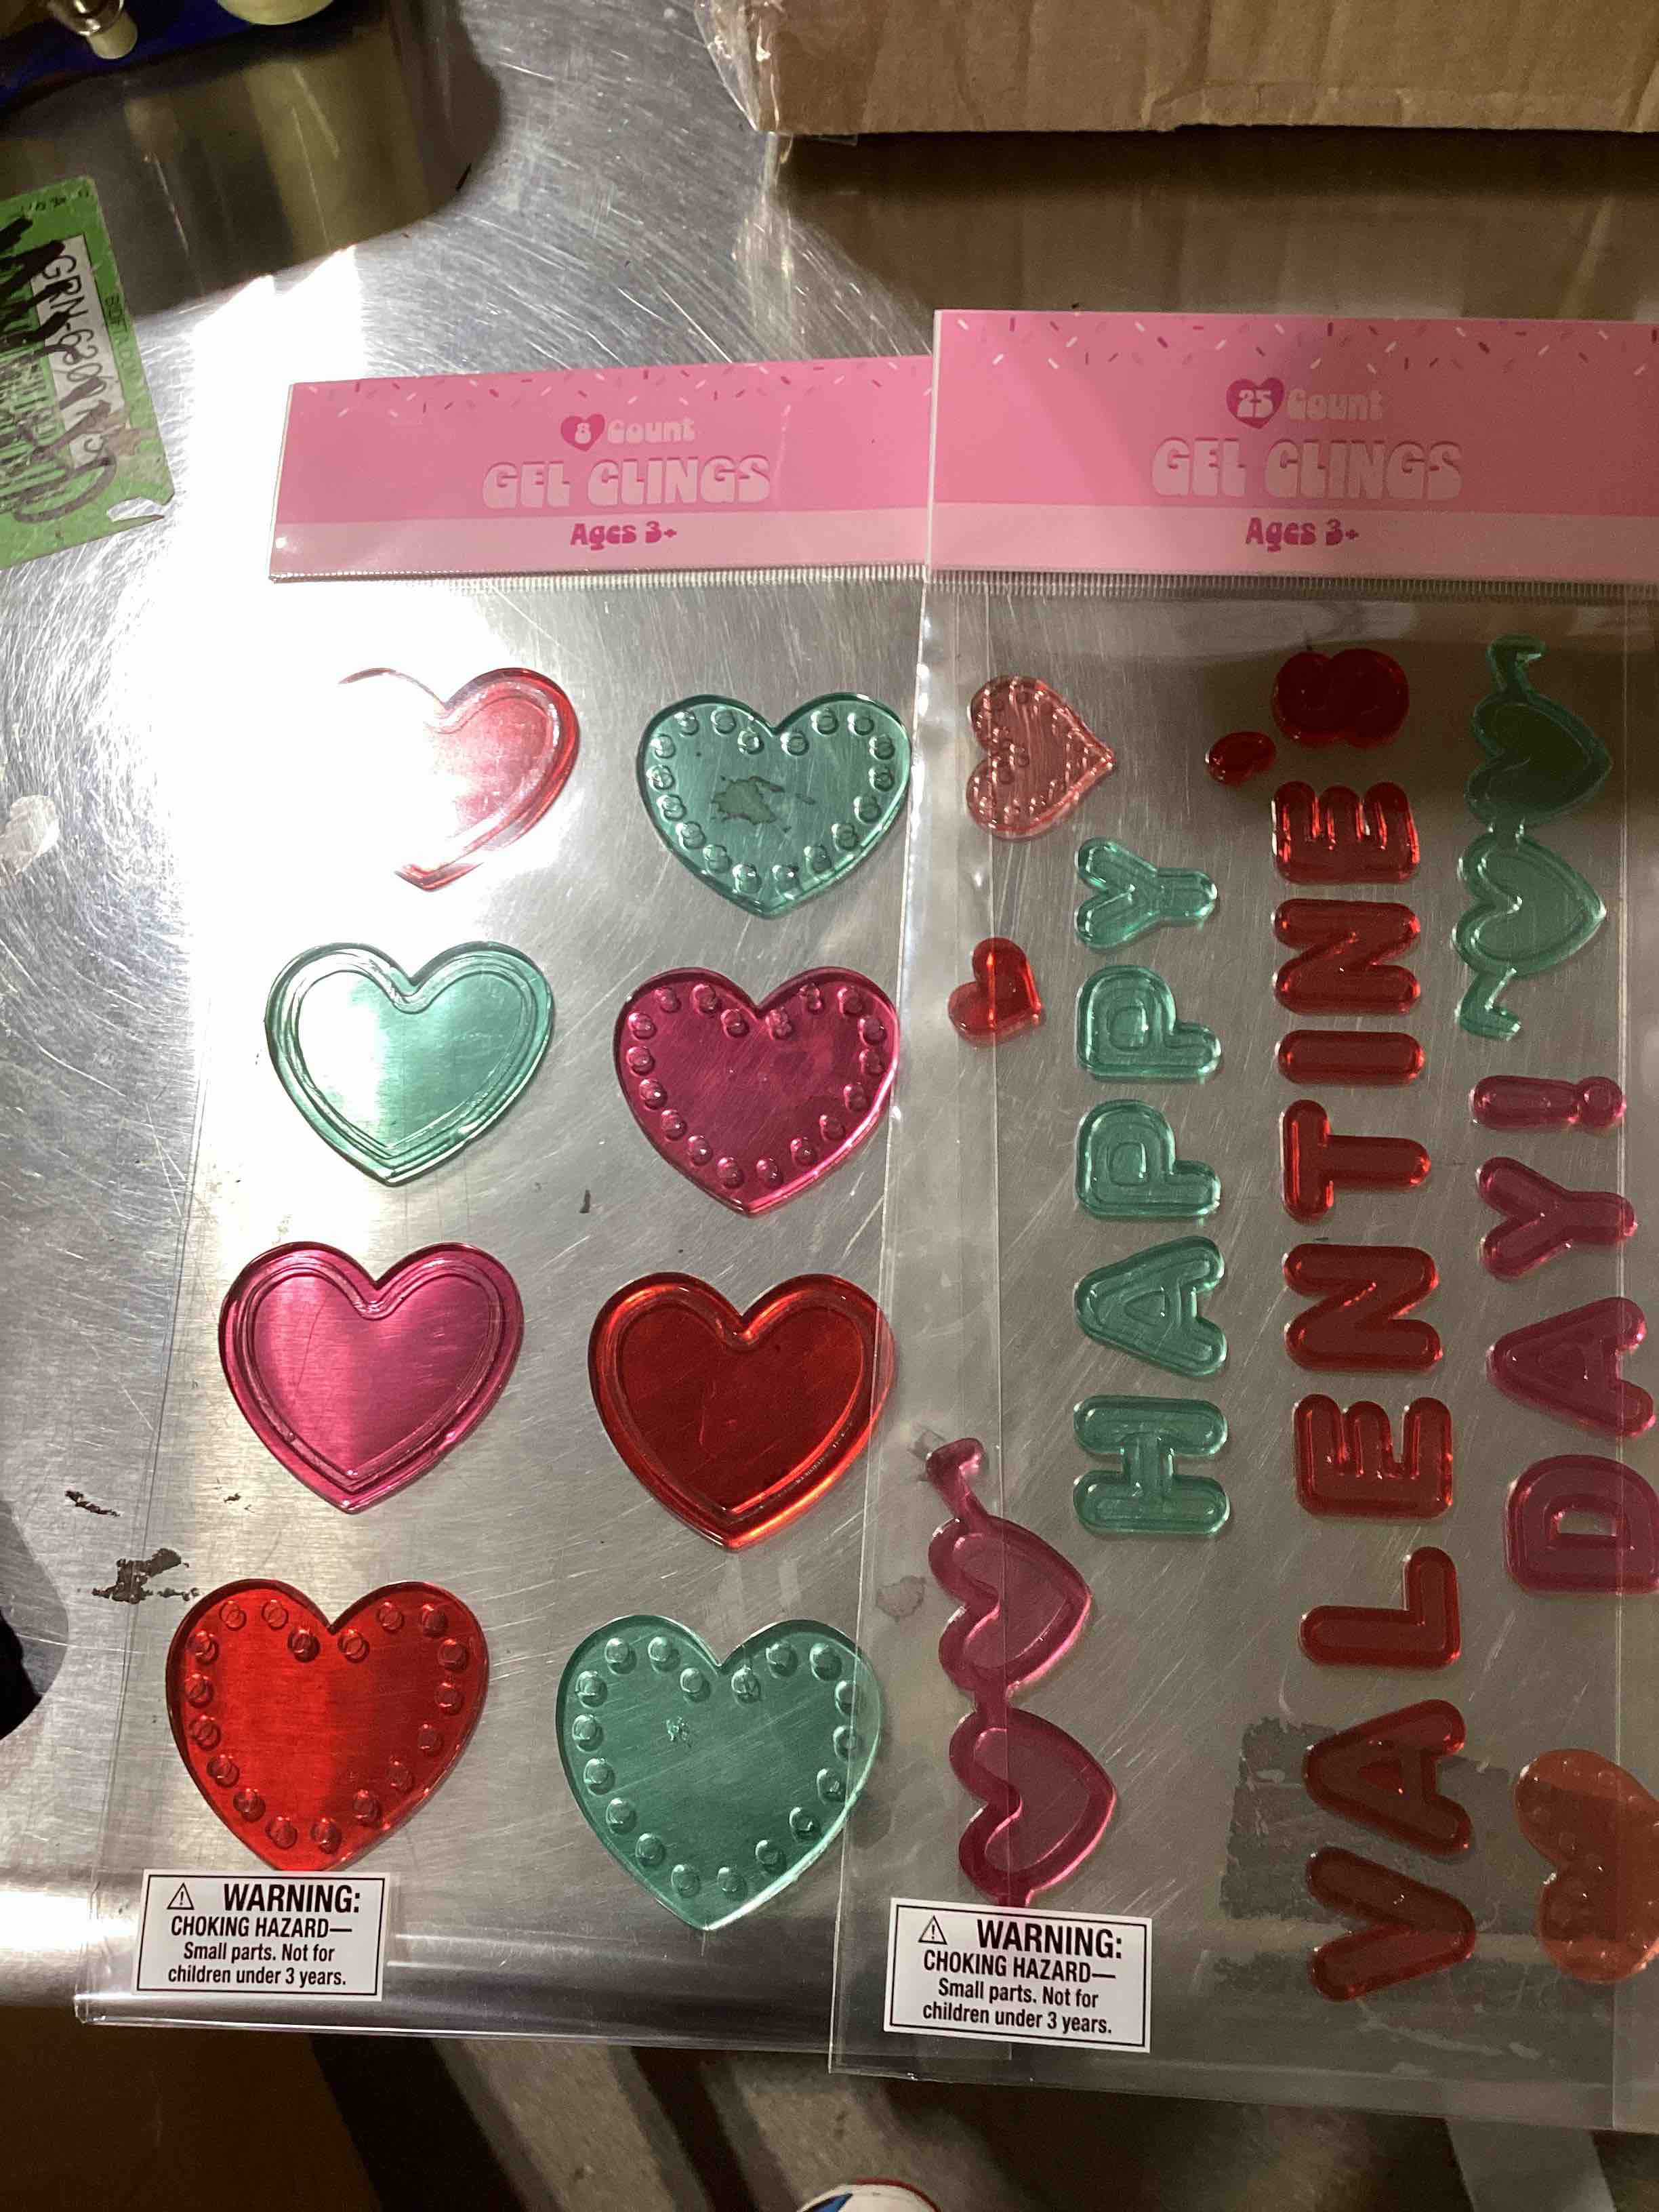 8 Count
GEL CLINGS
Ages 3+
WARNING:
CHOKING HAZARD—
Small parts. Not for
children under 3 years.
25 Count
GEL CLINGS
Ages 3+
HAPPY
VALENTINE'S
DAY!
WARNING:
CHOKING HAZARD—
Small parts. Not for
children under 3 years.